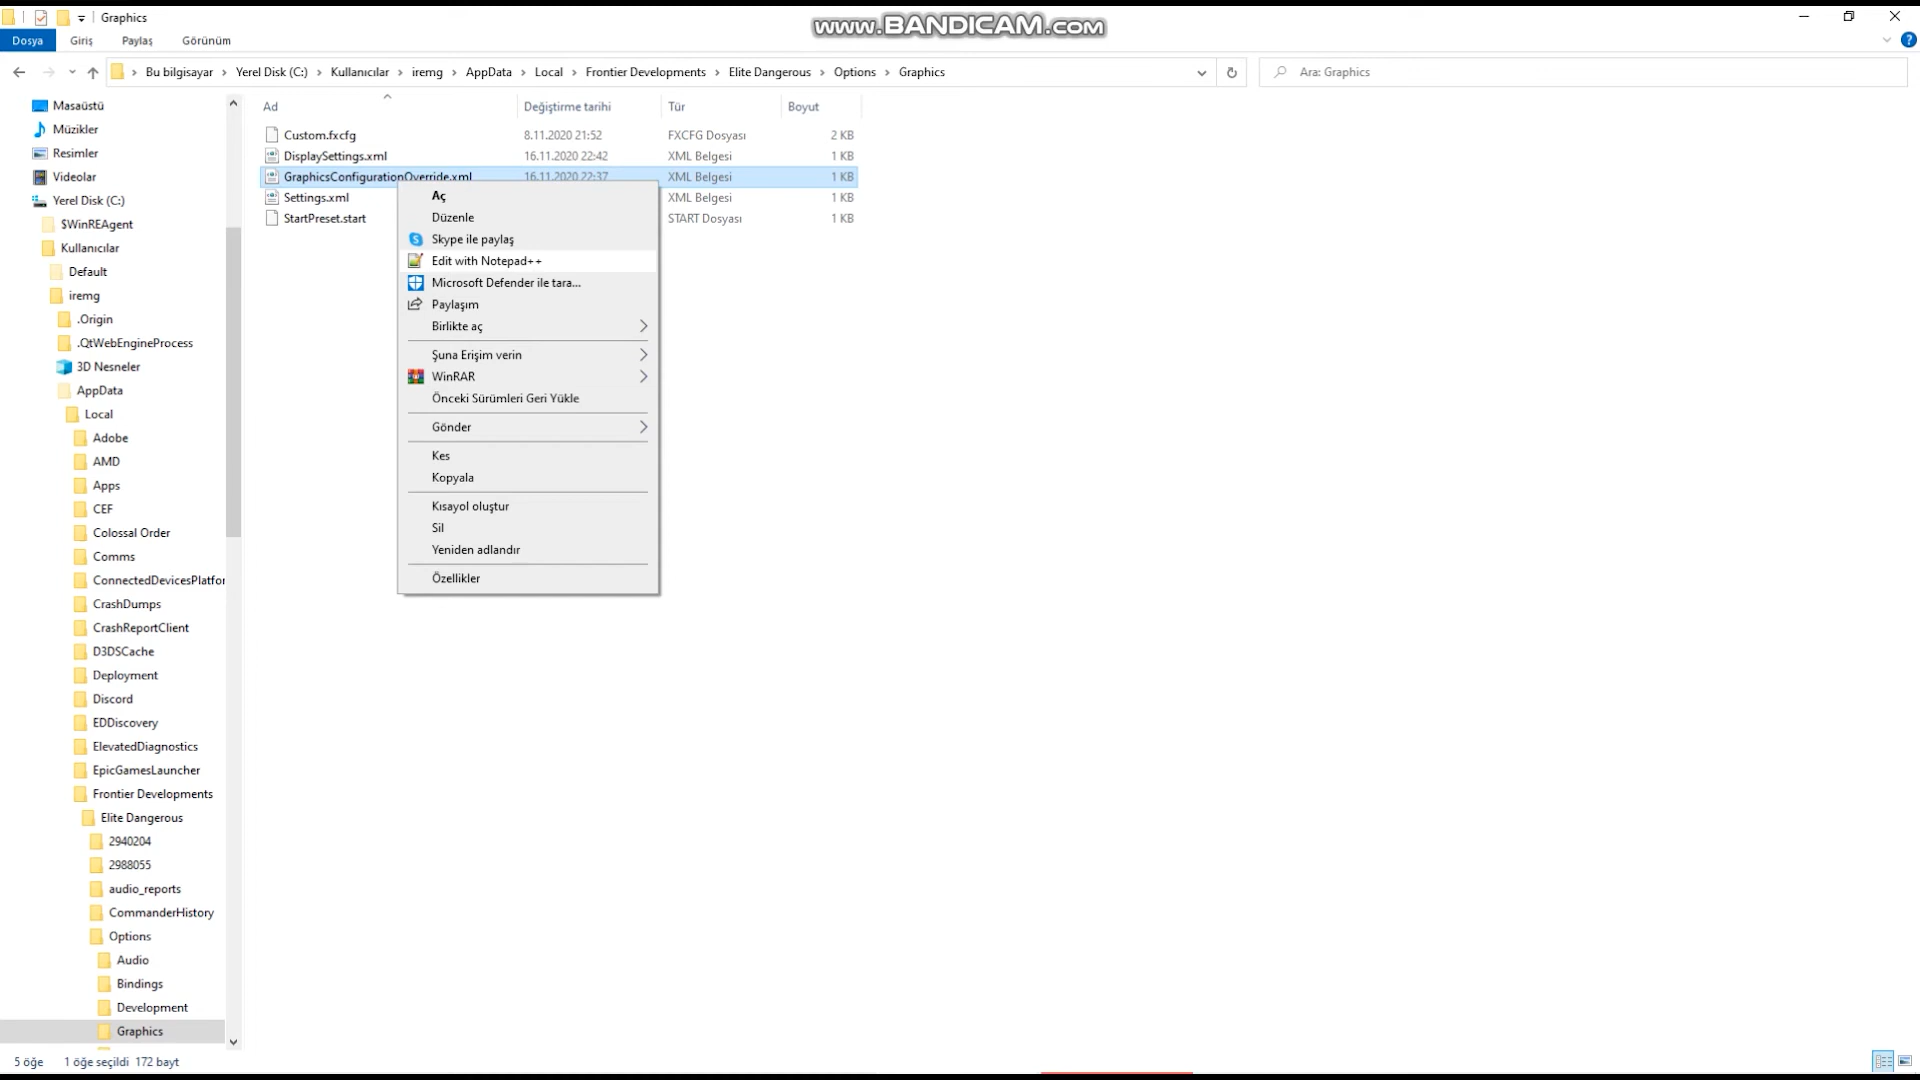 Graphics
www.BANDICAM.com
Dosya
Giriş
Paylaş
Görünüm
Bu bilgisayar
Yerel Disk (C:)
Kullanıcılar
iremg
AppData
Local
Frontier Developments
Elite Dangerous
Options
Graphics
Ara: Graphics
Masaüstü
Müzikler
Resimler
Videolar
Yerel Disk (C:)
$WinREAgent
Kullanıcılar
Default
iremg
.Origin
.QtWebEngineProcess
3D Nesneler
AppData
Local
Adobe
AMD
Apps
CEF
Colossal Order
Comms
ConnectedDevicesPlatfor
CrashDumps
CrashReportClient
D3DSCache
Deployment
Discord
EDDiscovery
ElevatedDiagnostics
EpicGamesLauncher
Frontier Developments
Elite Dangerous
2940204
2988055
audio_reports
CommanderHistory
Options
Audio
Bindings
Development
Graphics
Ad Değiştirme tarihi Tür Boyut
Custom.fxcfg 8.11.2020 21:52 FXCFG Dosyası 2 KB
DisplaySettings.xml 16.11.2020 22:42 XML Belgesi 1 KB
GraphicsConfigurationOverride.xml 16.11.2020 22:37 XML Belgesi 1 KB
Settings.xml XML Belgesi 1 KB
StartPreset.start START Dosyası 1 KB
Aç
Düzenle
Skype ile paylaş
Edit with Notepad++
Microsoft Defender ile tara...
Paylaşım
Birlikte aç
Şuna Erişim verin
WinRAR
Önceki Sürümleri Geri Yükle
Gönder
Kes
Kopyala
Kısayol oluştur
Sil
Yeniden adlandır
Özellikler
5 öğe 1 öğe seçildi 172 bayt